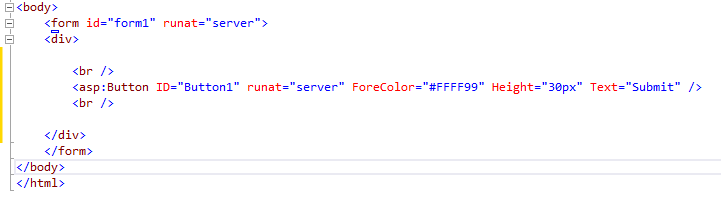 <body>
<form id="form1" runat="server">
<div>
<br />
<asp:Button ID="Button1" runat="server" ForeColor="#FFFF99" Height="30px" Text="Submit" />
<br />
</div>
</form>
</body>
</html>